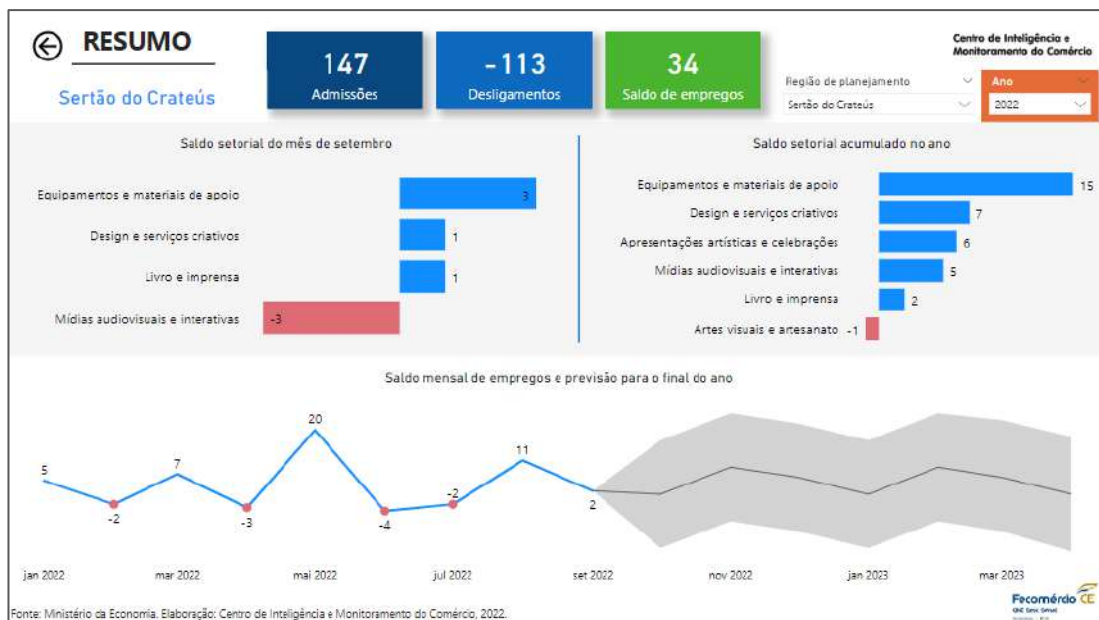 RESUMO
Sertão do Crateús
147
Admissões
-113
Desligamentos
34
Saldo de empregos
Centro de Inteligência e
Monitoramento do Comércio
Região de planejamento
Sertão do Crateús
Ano
2022
Saldo setorial do mês de setembro
Equipamentos e materiais de apoio 3
Design e serviços criativos 1
Livro e imprensa 1
Mídias audiovisuais e interativas -3
Saldo setorial acumulado no ano
Equipamentos e materiais de apoio 15
Design e serviços criativos 7
Apresentações artísticas e celebrações 6
Mídias audiovisuais e interativas 5
Livro e imprensa 2
Artes visuais e artesanato -1
Saldo mensal de empregos e previsão para o final do ano
5 -2 7 -3 20 -4 -2 11 2
jan 2022 mar 2022 mai 2022 jul 2022 set 2022 nov 2022 jan 2023 mar 2023
Fonte: Ministério da Economia. Elaboração: Centro de Inteligência e Monitoramento do Comércio, 2022.
Fecomércio CE